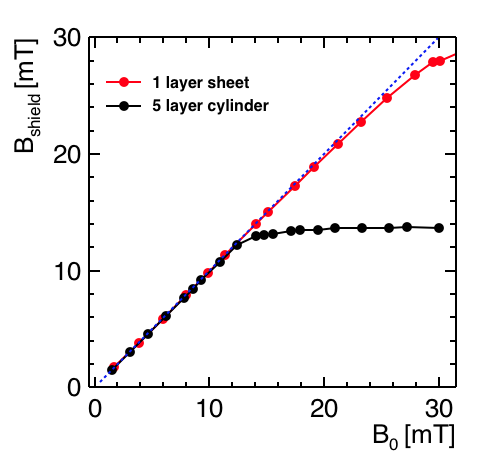 30
20
10
0
B_shield [mT]
1 layer sheet
5 layer cylinder
0 10 20 30
B_0 [mT]